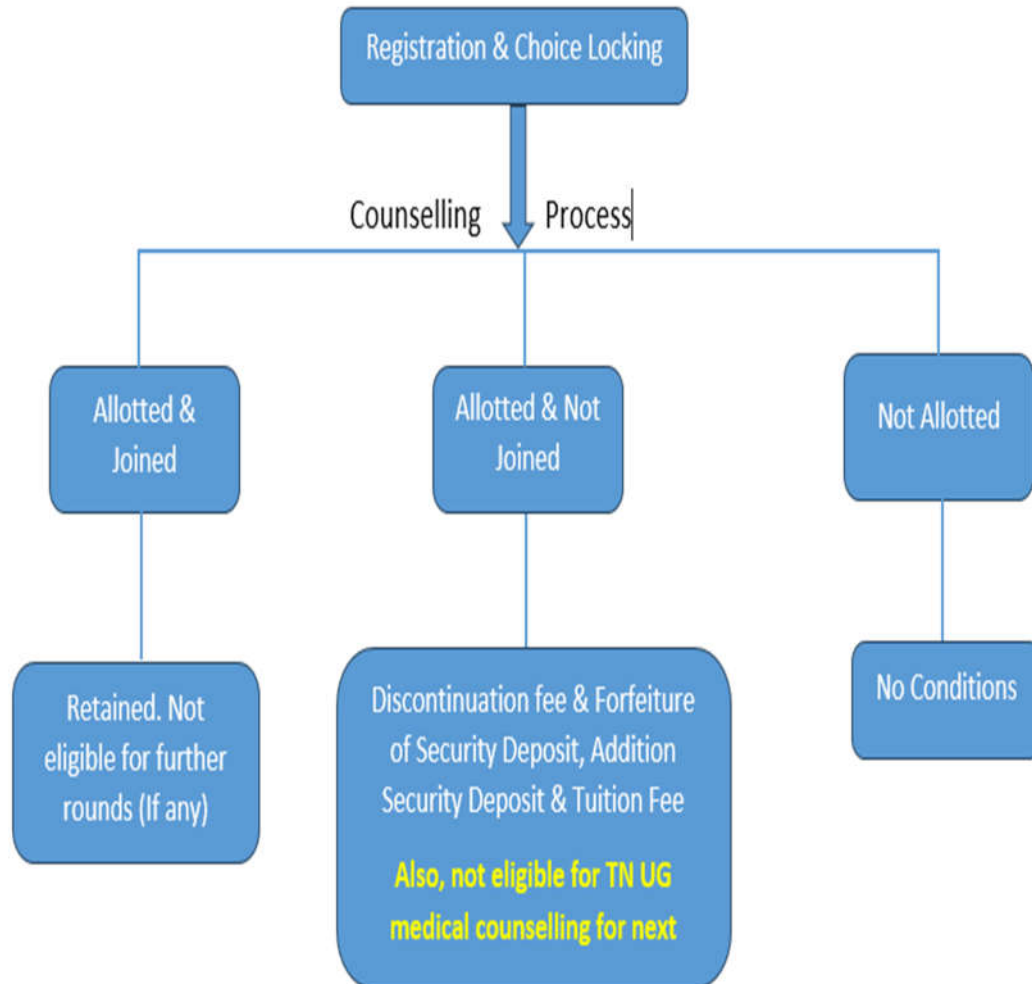 Registration & Choice Locking
Counselling Process
Allotted &
Joined
Allotted & Not
Joined
Not Allotted
Retained. Not
eligible for further
rounds (If any)
Discontinuation fee & Forfeiture
of Security Deposit, Addition
Security Deposit & Tuition Fee
Also, not eligible for TN UG
medical counselling for next
No Conditions